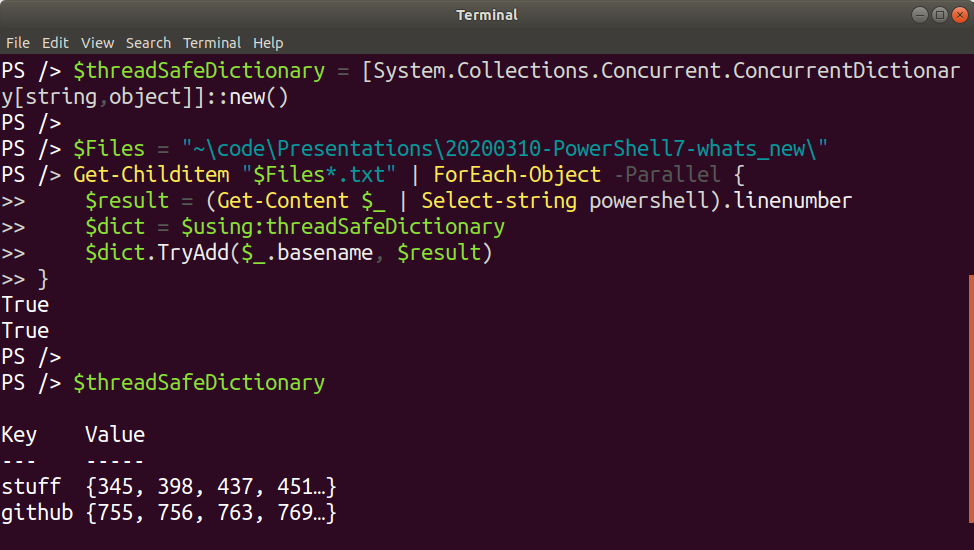 Terminal
File Edit View Search Terminal Help
PS /> $threadSafeDictionary = [System.Collections.Concurrent.ConcurrentDictionar
y[string,object]]::new()
PS />
PS /> $Files = "~\code\Presentations\20200310-PowerShell7-whats_new\"
PS /> Get-Childitem "$Files*.txt" | ForEach-Object -Parallel {
>>     $result = (Get-Content $_ | Select-string powershell).linenumber
>>     $dict = $using:threadSafeDictionary
>>     $dict.TryAdd($_.basename, $result)
>> }
True
True
PS />
PS /> $threadSafeDictionary
Key    Value
---    -----
stuff  {345, 398, 437, 451…}
github {755, 756, 763, 769…}